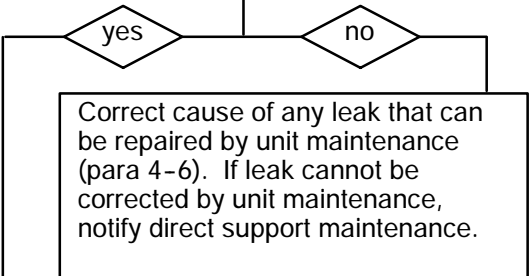 yes no
Correct cause of any leak that can
be repaired by unit maintenance
(para 4-6). If leak cannot be
corrected by unit maintenance,
notify direct support maintenance.